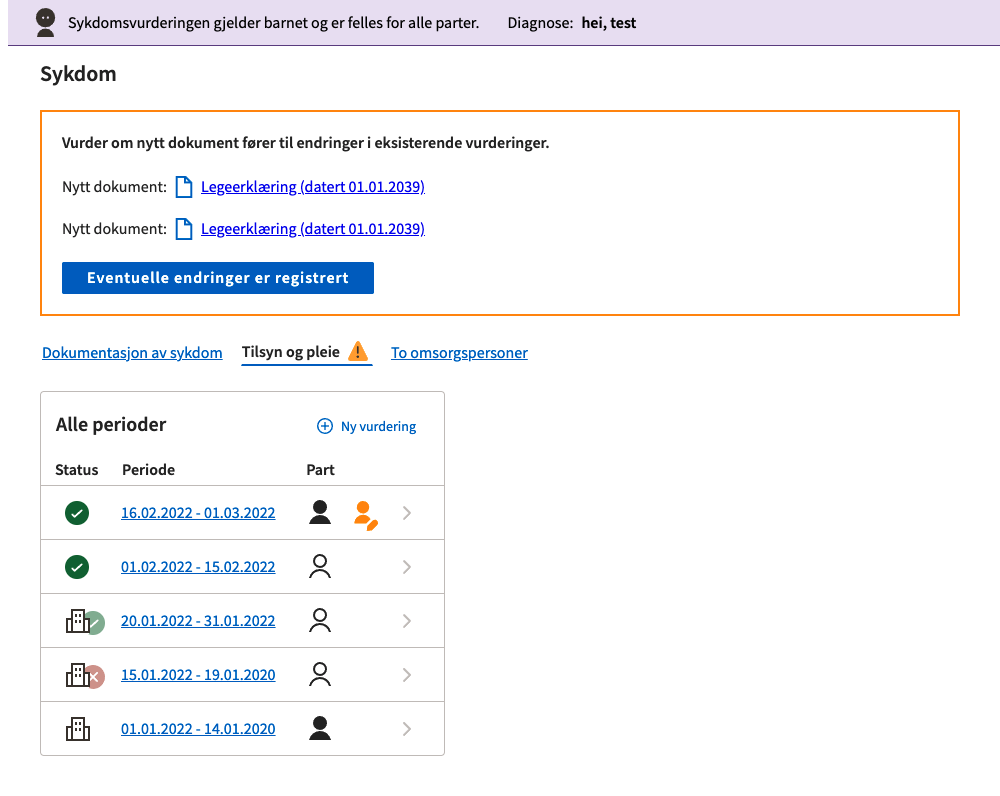 Sykdomsvurderingen gjelder barnet og er felles for alle parter. Diagnose: hei, test
Sykdom
Vurder om nytt dokument fører til endringer i eksisterende vurderinger.
Nytt dokument: Legeerklæring (datert 01.01.2039)
Nytt dokument: Legeerklæring (datert 01.01.2039)
Eventuelle endringer er registrert
Dokumentasjon av sykdom Tilsyn og pleie To omsorgspersoner
Alle perioder Ny vurdering
Status Periode Part
16.02.2022 - 01.03.2022
01.02.2022 - 15.02.2022
20.01.2022 - 31.01.2022
15.01.2022 - 19.01.2020
01.01.2022 - 14.01.2020